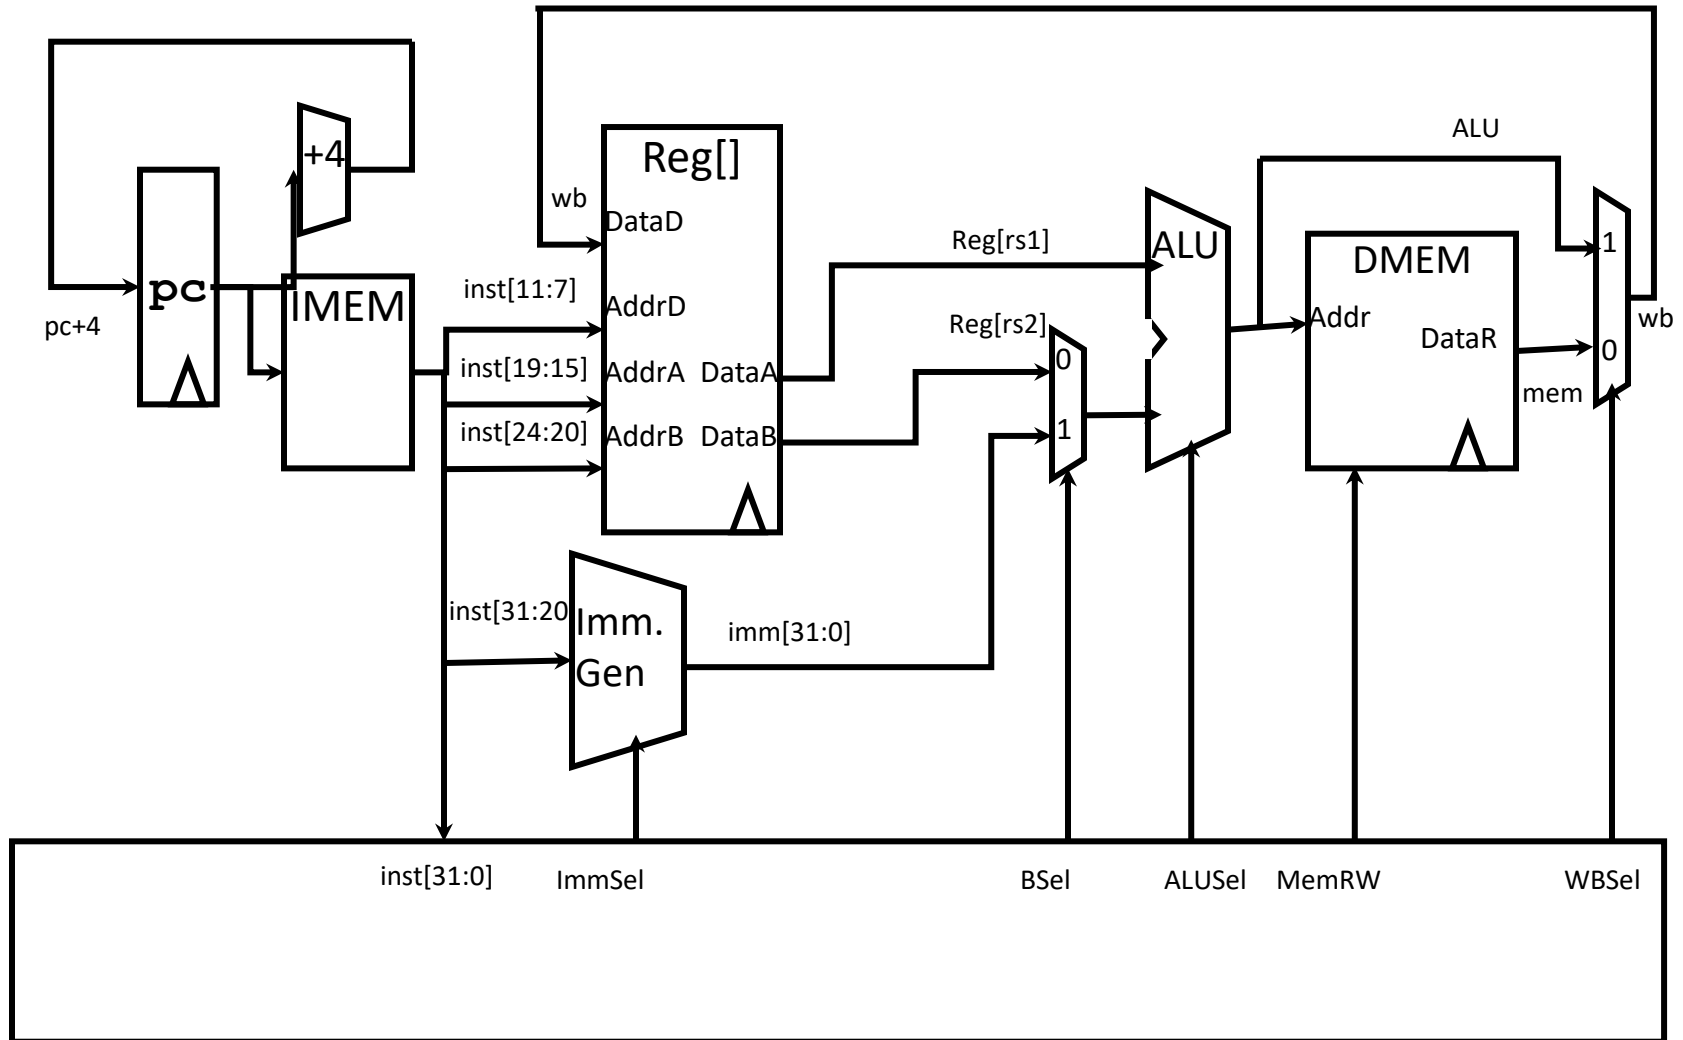 ALU
+4
Reg[]
wb
DataD
Reg[rs1]
ALU
1
DMEM
pc
IMEM
inst[11:7]
AddrD
Reg[rs2]
Addr
wb
pc+4
DataR
0
0
inst[19:15]
AddrA DataA
mem
inst[24:20]
AddrB DataB
1
inst[31:20
Imm.
Gen
imm[31:0]
inst[31:0]
ImmSel
BSel
ALUSel
MemRW
WBSel